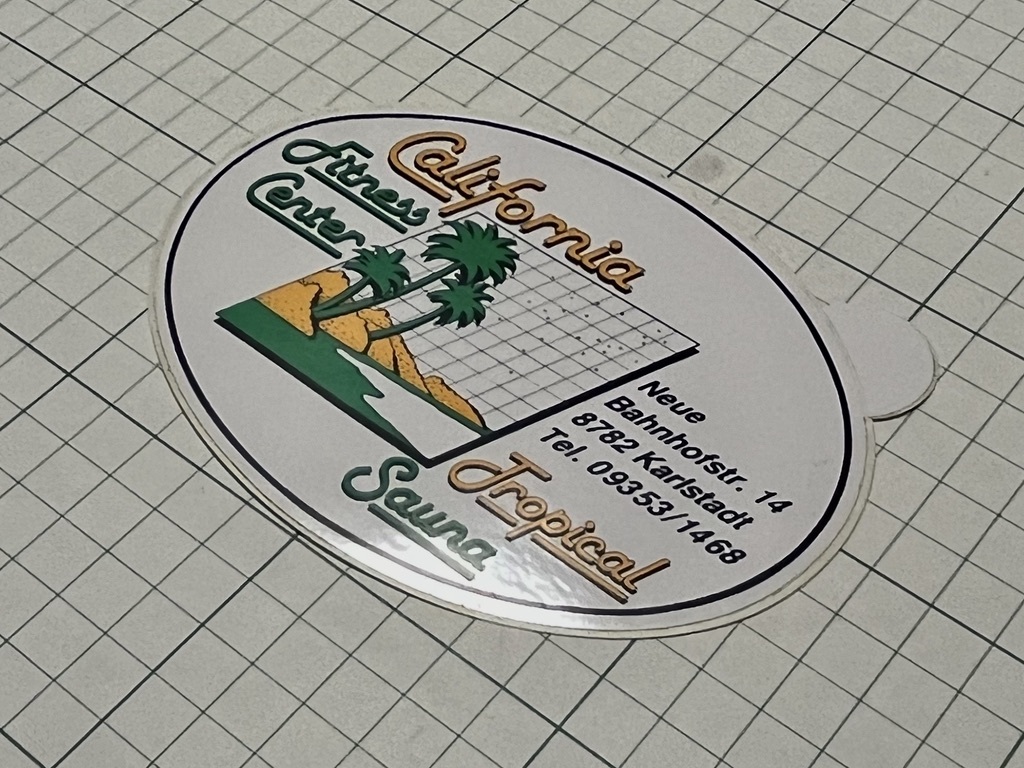 California
Fitness
Center
Neue
Bahnhofstr. 14
8782 Karlstadt
Tel. 09353/1468
Tropical
Sauna